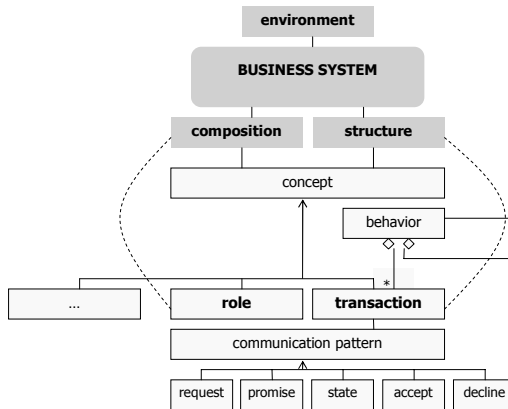 environment
BUSINESS SYSTEM
composition
structure
concept
behavior
*
...
role
transaction
communication pattern
request
promise
state
accept
decline